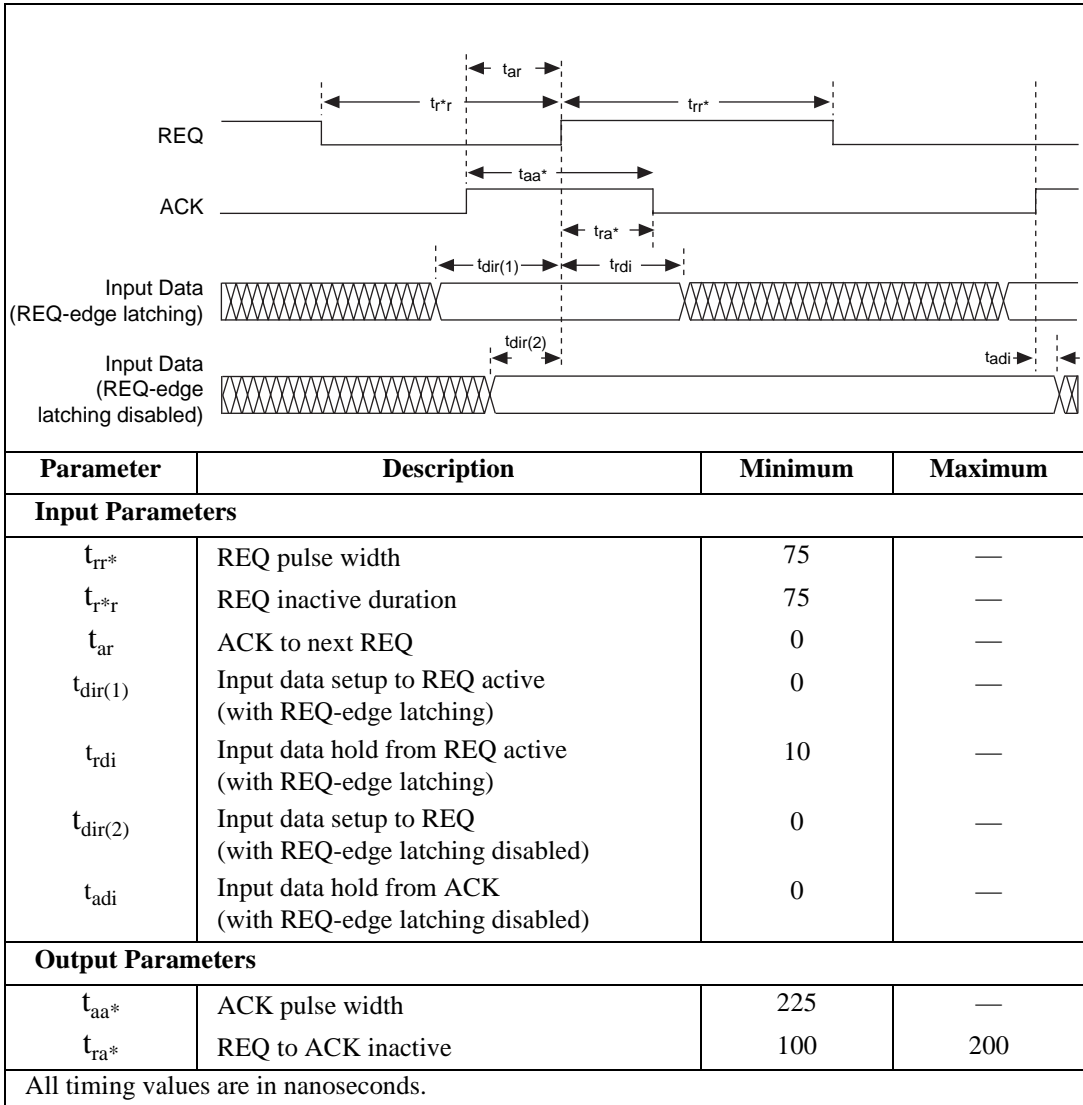 tar
tr*r
trr*
REQ
taa*
ACK
tra*
tdir(1)
trdi
Input Data
(REQ-edge latching)
tdir(2)
tadi
Input Data
(REQ-edge
latching disabled)
Parameter Description Minimum Maximum
Input Parameters
trr* REQ pulse width 75 —
tr*r REQ inactive duration 75 —
tar ACK to next REQ 0 —
tdir(1) Input data setup to REQ active 0 —
(with REQ-edge latching)
trdi Input data hold from REQ active 10 —
(with REQ-edge latching)
tdir(2) Input data setup to REQ 0 —
(with REQ-edge latching disabled)
tadi Input data hold from ACK 0 —
(with REQ-edge latching disabled)
Output Parameters
taa* ACK pulse width 225 —
tra* REQ to ACK inactive 100 200
All timing values are in nanoseconds.